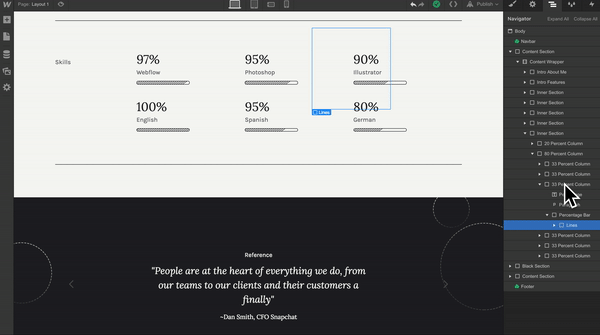 Page: Layout 1
Publish
Navigator
Expand All
Collapse All
Body
Navbar
Content Section
Content Wrapper
Intro About Me
Intro Features
Inner Section
Inner Section
Inner Section
Inner Section
Inner Section
20 Percent Column
80 Percent Column
33 Percent Column
33 Percent Column
33 Percent Column
Percentage Bar
Lines
33 Percent Column
33 Percent Column
33 Percent Column
Black Section
Content Section
Footer
Skills
97%
Webflow
95%
Photoshop
90%
Illustrator
100%
English
95%
Spanish
80%
German
Lines
Reference
"People are at the heart of everything we do, from
our teams to our clients and their customers a
finally"
~Dan Smith, CFO Snapchat